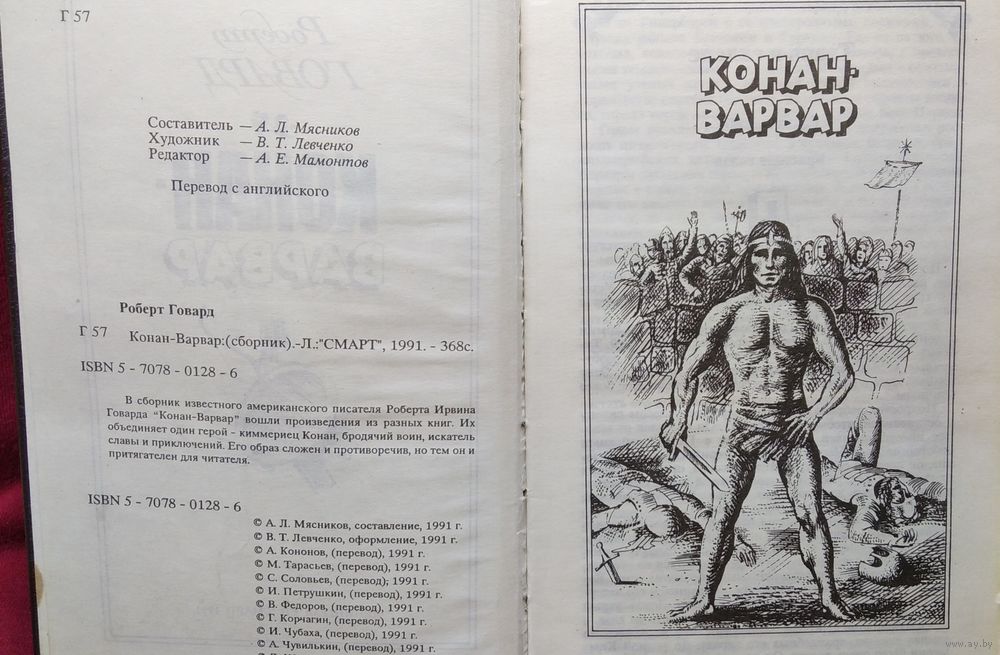 Г 57
Составитель — А. Л. Мясников
Художник — В. Т. Левченко
Редактор — А. Е. Мамонтов
Перевод с английского
Роберт Говард
Г 57 Конан-Варвар:(сборник).-Л.:"СМАРТ", 1991. - 368с.
ISBN 5 - 7078 - 0128 - 6
В сборник известного американского писателя Роберта Ирвина
Говарда "Конан-Варвар" вошли произведения из разных книг. Их
объединяет один герой - киммериец Конан, бродячий воин, искатель
славы и приключений. Его образ сложен и противоречив, но тем он и
притягателен для читателя.
ISBN 5 - 7078 - 0128 - 6
© А. Л. Мясников, составление, 1991 г.
© В. Т. Левченко, оформление, 1991 г.
© А. Кононов, (перевод), 1991 г.
© М. Тарасьев, (перевод), 1991 г.
© С. Соловьев, (перевод; 1991 г.
© И. Петрушкин, (перевод), 1991 г.
© В. Федоров, (перевод), 1991 г.
© Г. Корчагин, (перевод), 1991 г.
© И. Чубаха, (перевод), 1991 г.
© А. Чувилькин, (перевод), 1991 г.
КОНАН-
ВАРВАР
www.ay.by